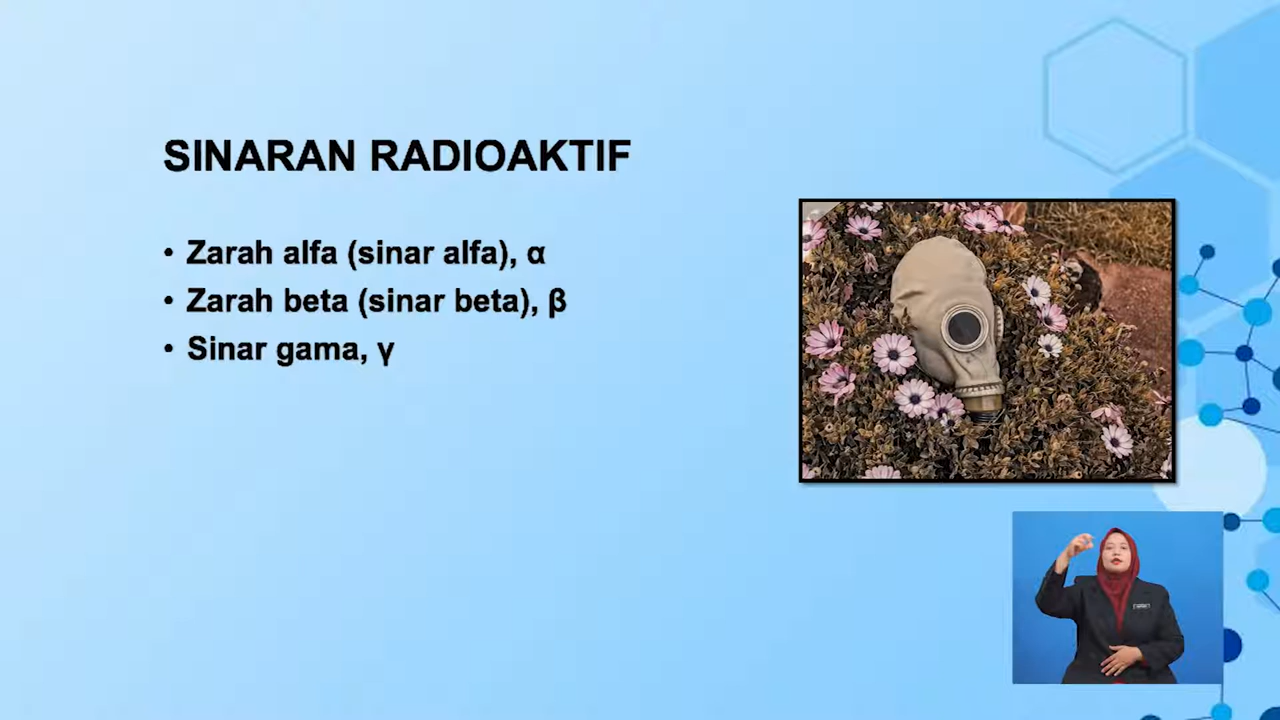 SINARAN RADIOAKTIF
• Zarah alfa (sinar alfa), α
• Zarah beta (sinar beta), β
• Sinar gama, γ